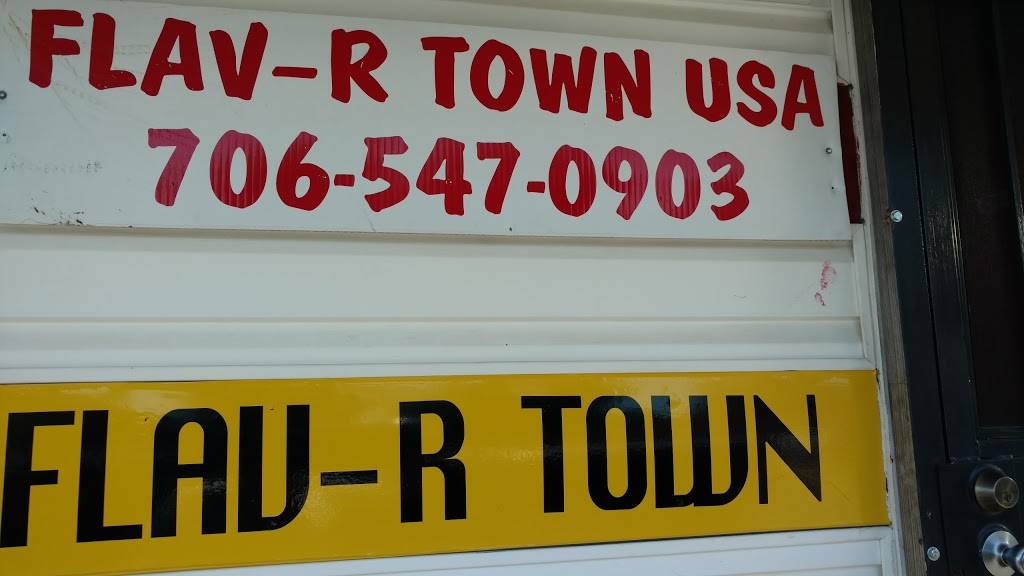 FLAV-R TOWN USA
706-547-0903
FLAV-R TOWN